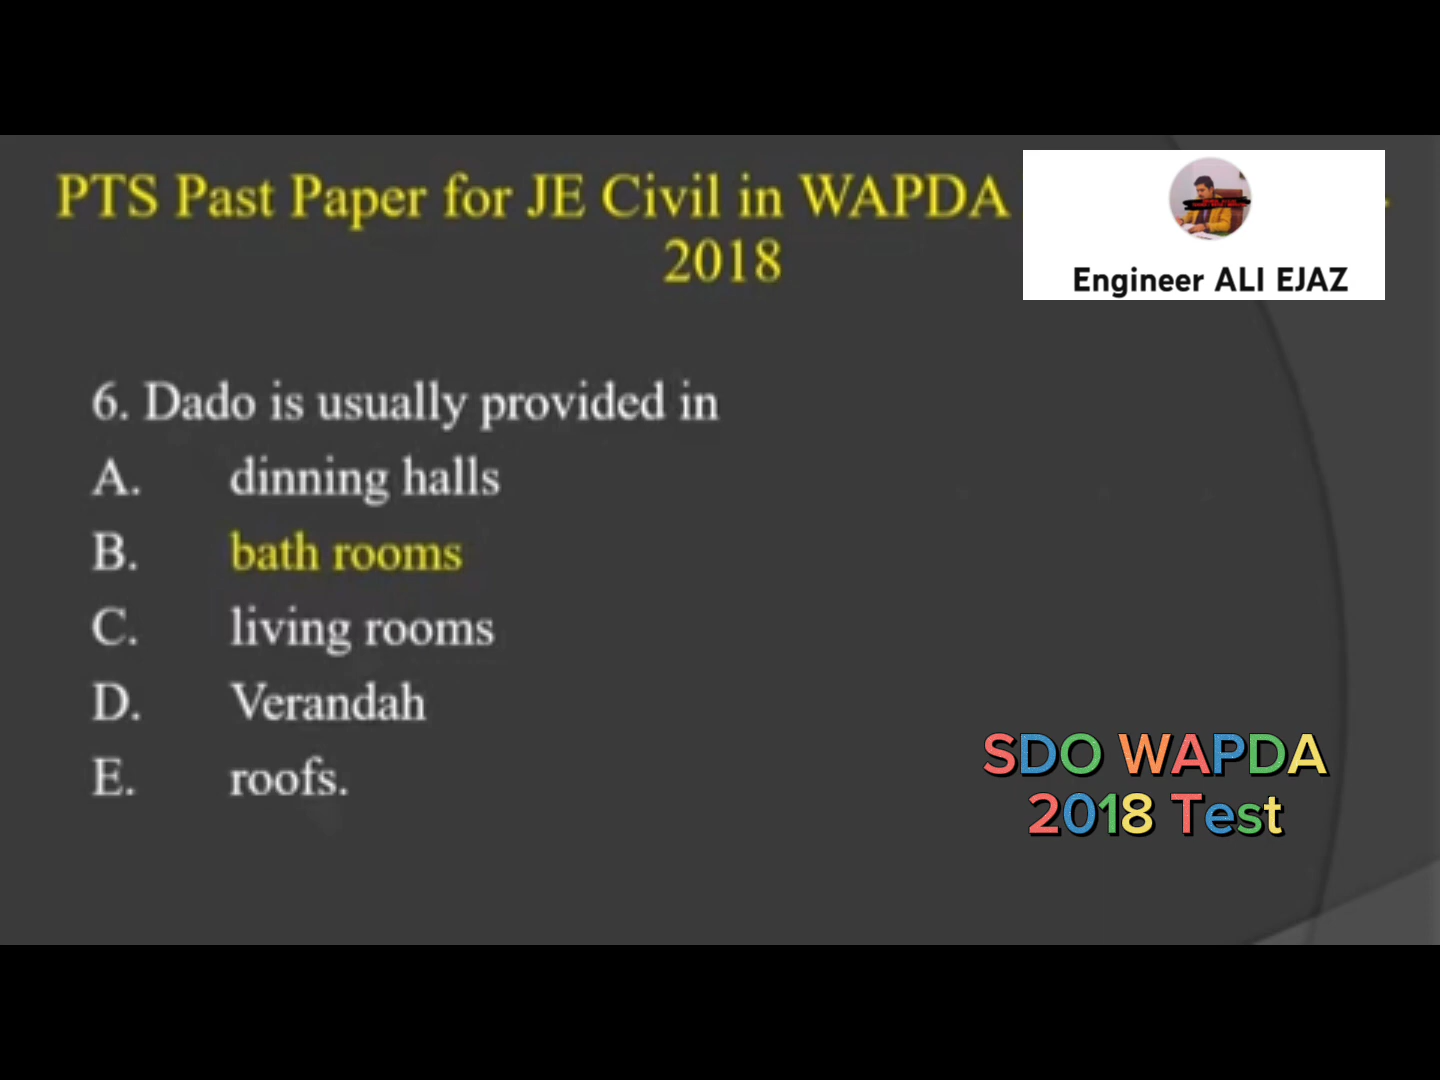 PTS Past Paper for JE Civil in WAPDA
2018
Engineer ALI EJAZ
6. Dado is usually provided in
A. dinning halls
B. bath rooms
C. living rooms
D. Verandah
E. roofs.
SDO WAPDA
2018 Test